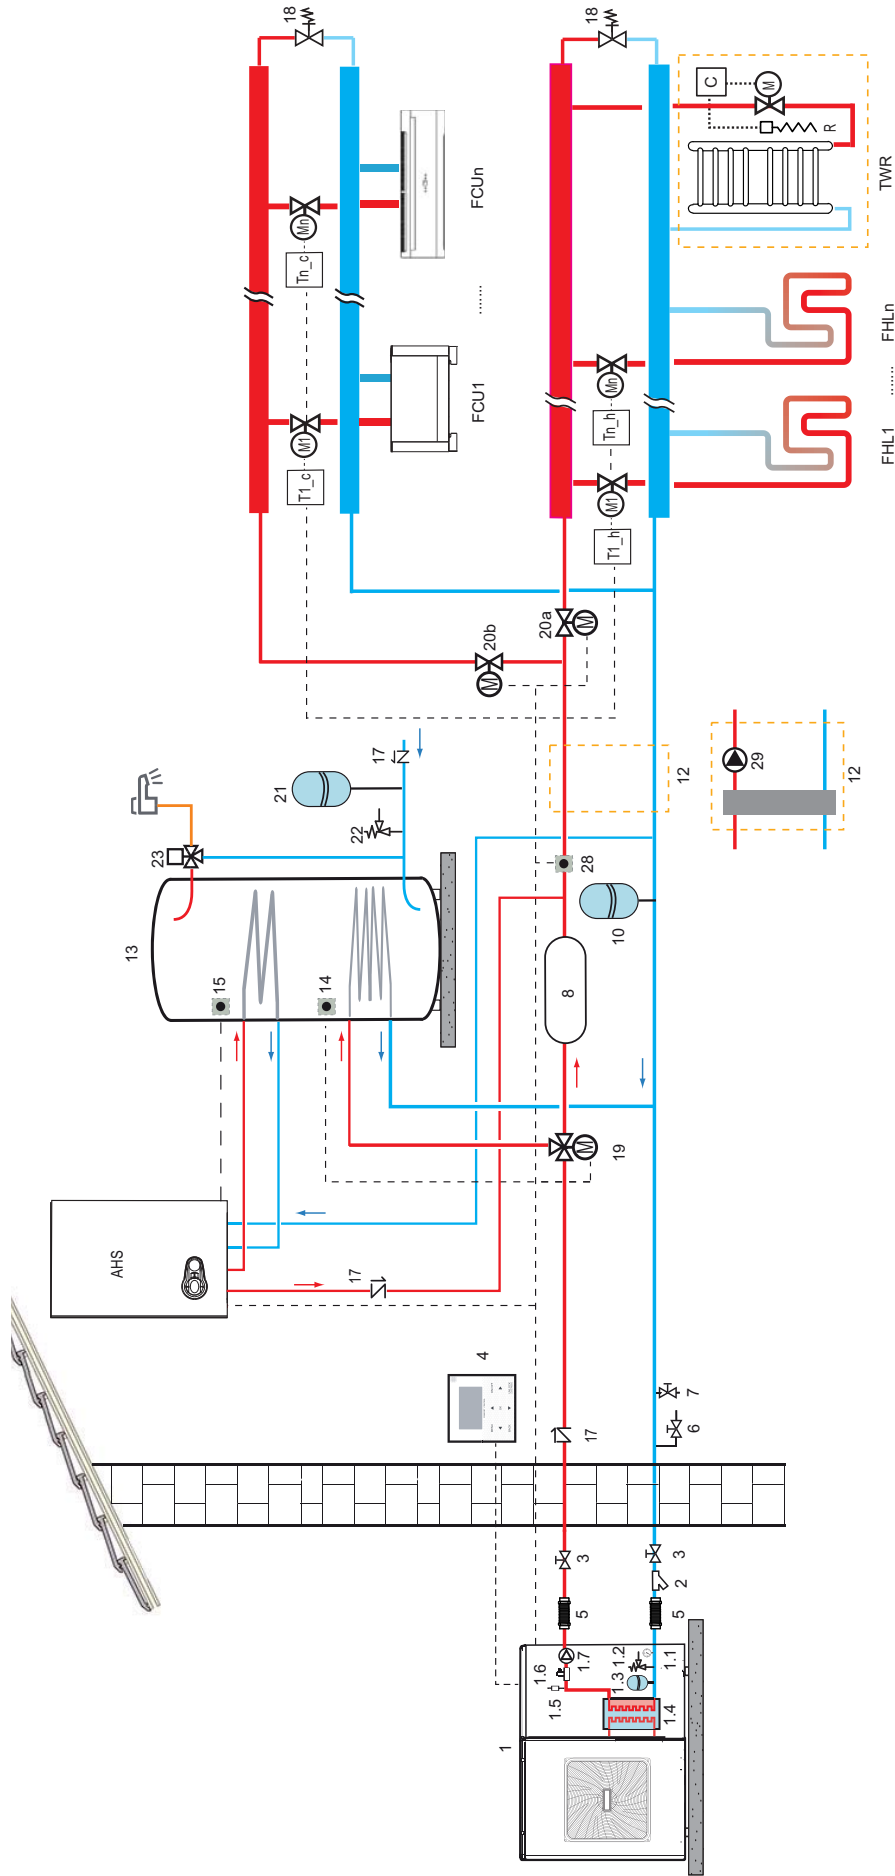 18
18
C
M
R
TWR
Mn
Tn_c
FCUn
........
FCU1
M1
T1_c
Mn
Tn_h
M1
T1_h
FHLn
........
FHL1
20b
M
20a
M
21
17
22
23
13
15
14
12
29
12
28
10
8
19
M
AHS
17
4
17
7
6
3
3
2
5
5
1
1.7
1.6
1.5
1.2
1.3
1.1
1.4